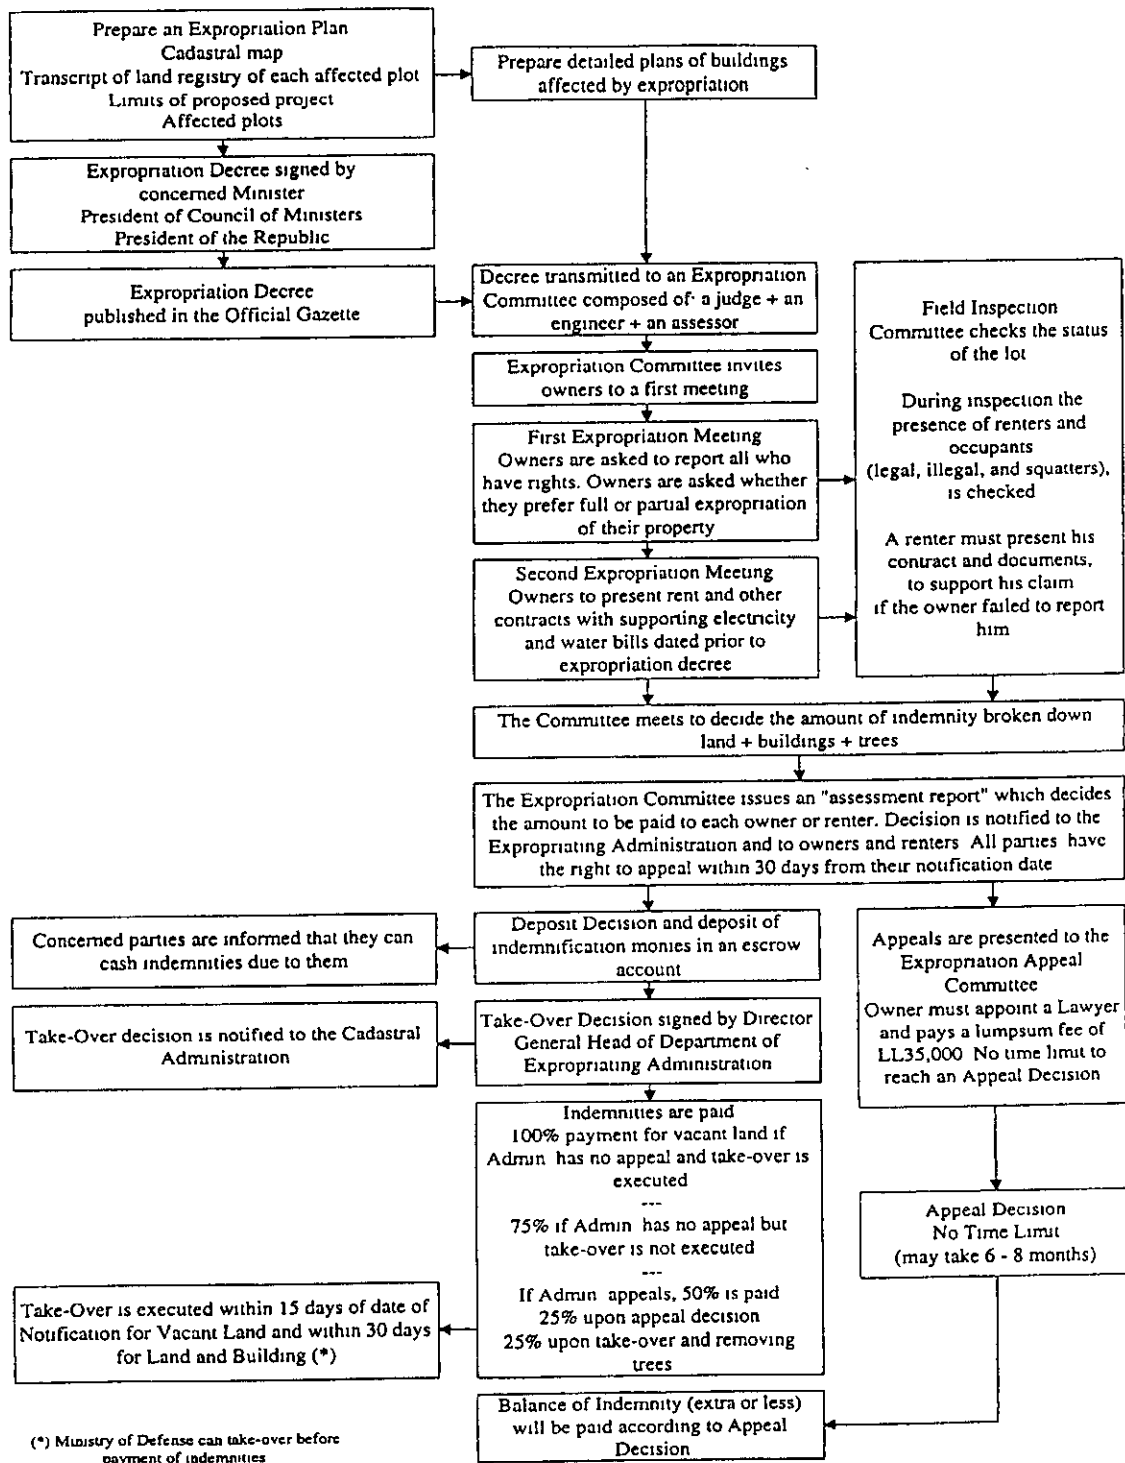 Prepare an Expropriation Plan
Cadastral map
Transcript of land registry of each affected plot
Limits of proposed project
Affected plots
Prepare detailed plans of buildings
affected by expropriation
Expropriation Decree signed by
concerned Minister
President of Council of Ministers
President of the Republic
Expropriation Decree
published in the Official Gazette
Decree transmitted to an Expropriation
Committee composed of· a judge + an
engineer + an assessor
Expropriation Committee invites
owners to a first meeting
First Expropriation Meeting
Owners are asked to report all who
have rights. Owners are asked whether
they prefer full or partial expropriation
of their property
Second Expropriation Meeting
Owners to present rent and other
contracts with supporting electricity
and water bills dated prior to
expropriation decree
Field Inspection
Committee checks the status
of the lot
During inspection the
presence of renters and
occupants
(legal, illegal, and squatters),
is checked
A renter must present his
contract and documents,
to support his claim
if the owner failed to report
him
The Committee meets to decide the amount of indemnity broken down
land + buildings + trees
The Expropriation Committee issues an "assessment report" which decides
the amount to be paid to each owner or renter. Decision is notified to the
Expropriating Administration and to owners and renters All parties have
the right to appeal within 30 days from their notification date
Concerned parties are informed that they can
cash indemnities due to them
Deposit Decision and deposit of
indemnification monies in an escrow
account
Appeals are presented to the
Expropriation Appeal
Committee
Owner must appoint a Lawyer
and pays a lumpsum fee of
LL35,000 No time limit to
reach an Appeal Decision
Take-Over decision is notified to the Cadastral
Administration
Take-Over Decision signed by Director
General Head of Department of
Expropriating Administration
Indemnities are paid
100% payment for vacant land if
Admin has no appeal and take-over is
executed
---
75% if Admin has no appeal but
take-over is not executed
---
If Admin appeals, 50% is paid
25% upon appeal decision
25% upon take-over and removing
trees
Appeal Decision
No Time Limit
(may take 6 - 8 months)
Take-Over is executed within 15 days of date of
Notification for Vacant Land and within 30 days
for Land and Building (*)
Balance of Indemnity (extra or less)
will be paid according to Appeal
Decision
(*) Ministry of Defense can take-over before
payment of indemnities